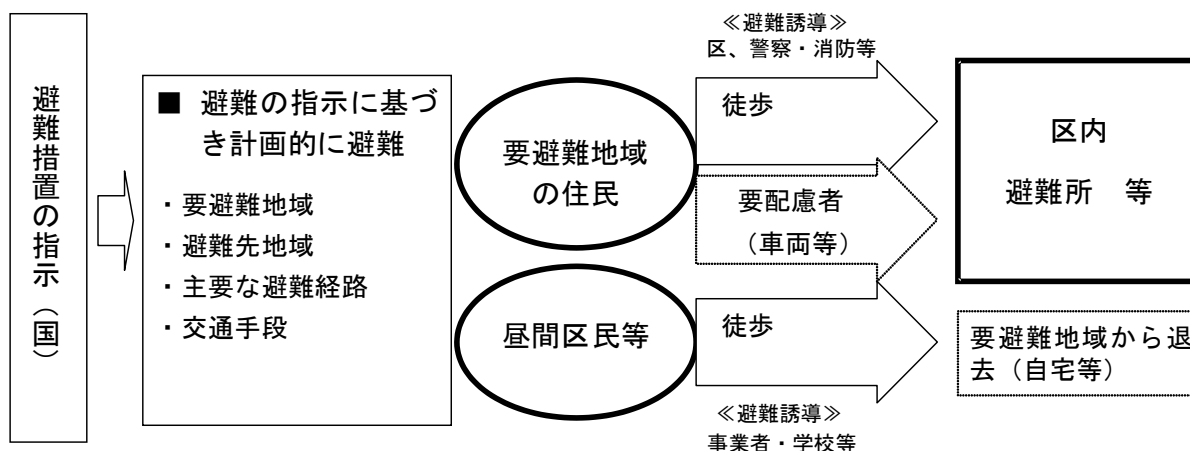 避難措置の指示（国）
■ 避難の指示に基づ
き計画的に避難
・要避難地域
・避難先地域
・主要な避難経路
・交通手段
要避難地域
の住民
昼間区民等
≪避難誘導≫
区、警察・消防等
徒歩
要配慮者
（車両等）
徒歩
≪避難誘導≫
事業者・学校等
区内
避難所　等
要避難地域から退
去（自宅等）